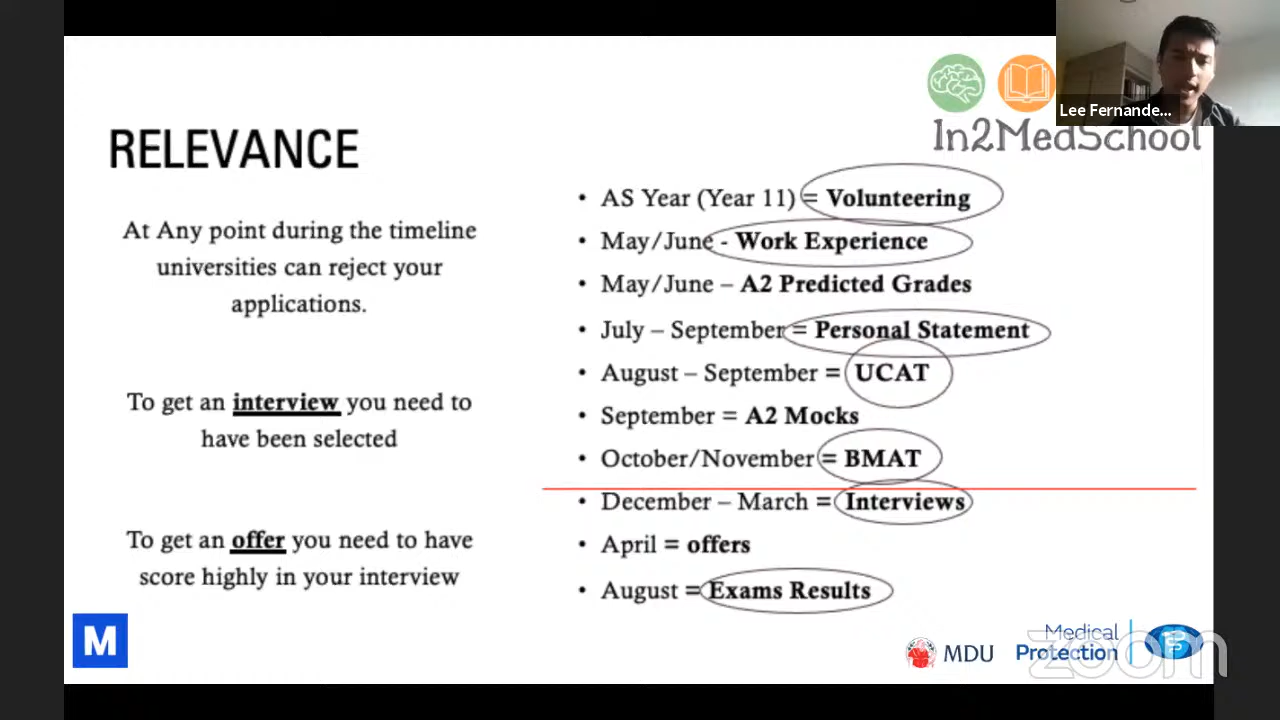 Lee Fernande...
In2MedSchool
RELEVANCE
At Any point during the timeline
universities can reject your
applications.
To get an interview you need to
have been selected
To get an offer you need to have
score highly in your interview
• AS Year (Year 11) = Volunteering
• May/June - Work Experience
• May/June – A2 Predicted Grades
• July – September = Personal Statement
• August – September = UCAT
• September = A2 Mocks
• October/November = BMAT
• December – March = Interviews
• April = offers
• August = Exams Results
M
MDU
Medical
Protection
zoom